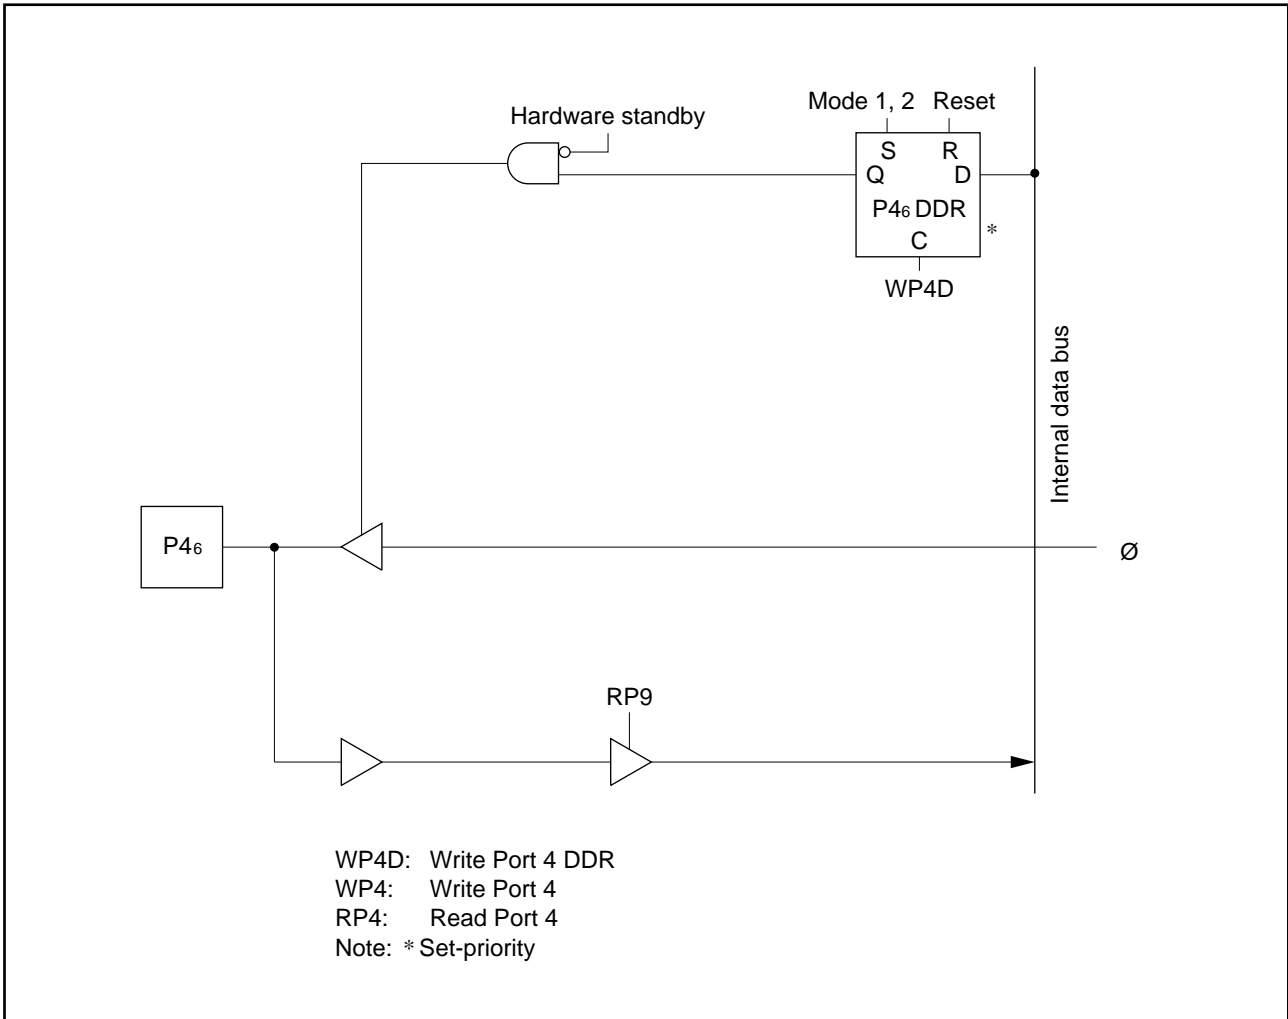 Mode 1, 2 Reset
Hardware standby
S R
Q D
P46 DDR
*
C
WP4D
Internal data bus
P46
Ø
RP9
WP4D: Write Port 4 DDR
WP4: Write Port 4
RP4: Read Port 4
Note: * Set-priority